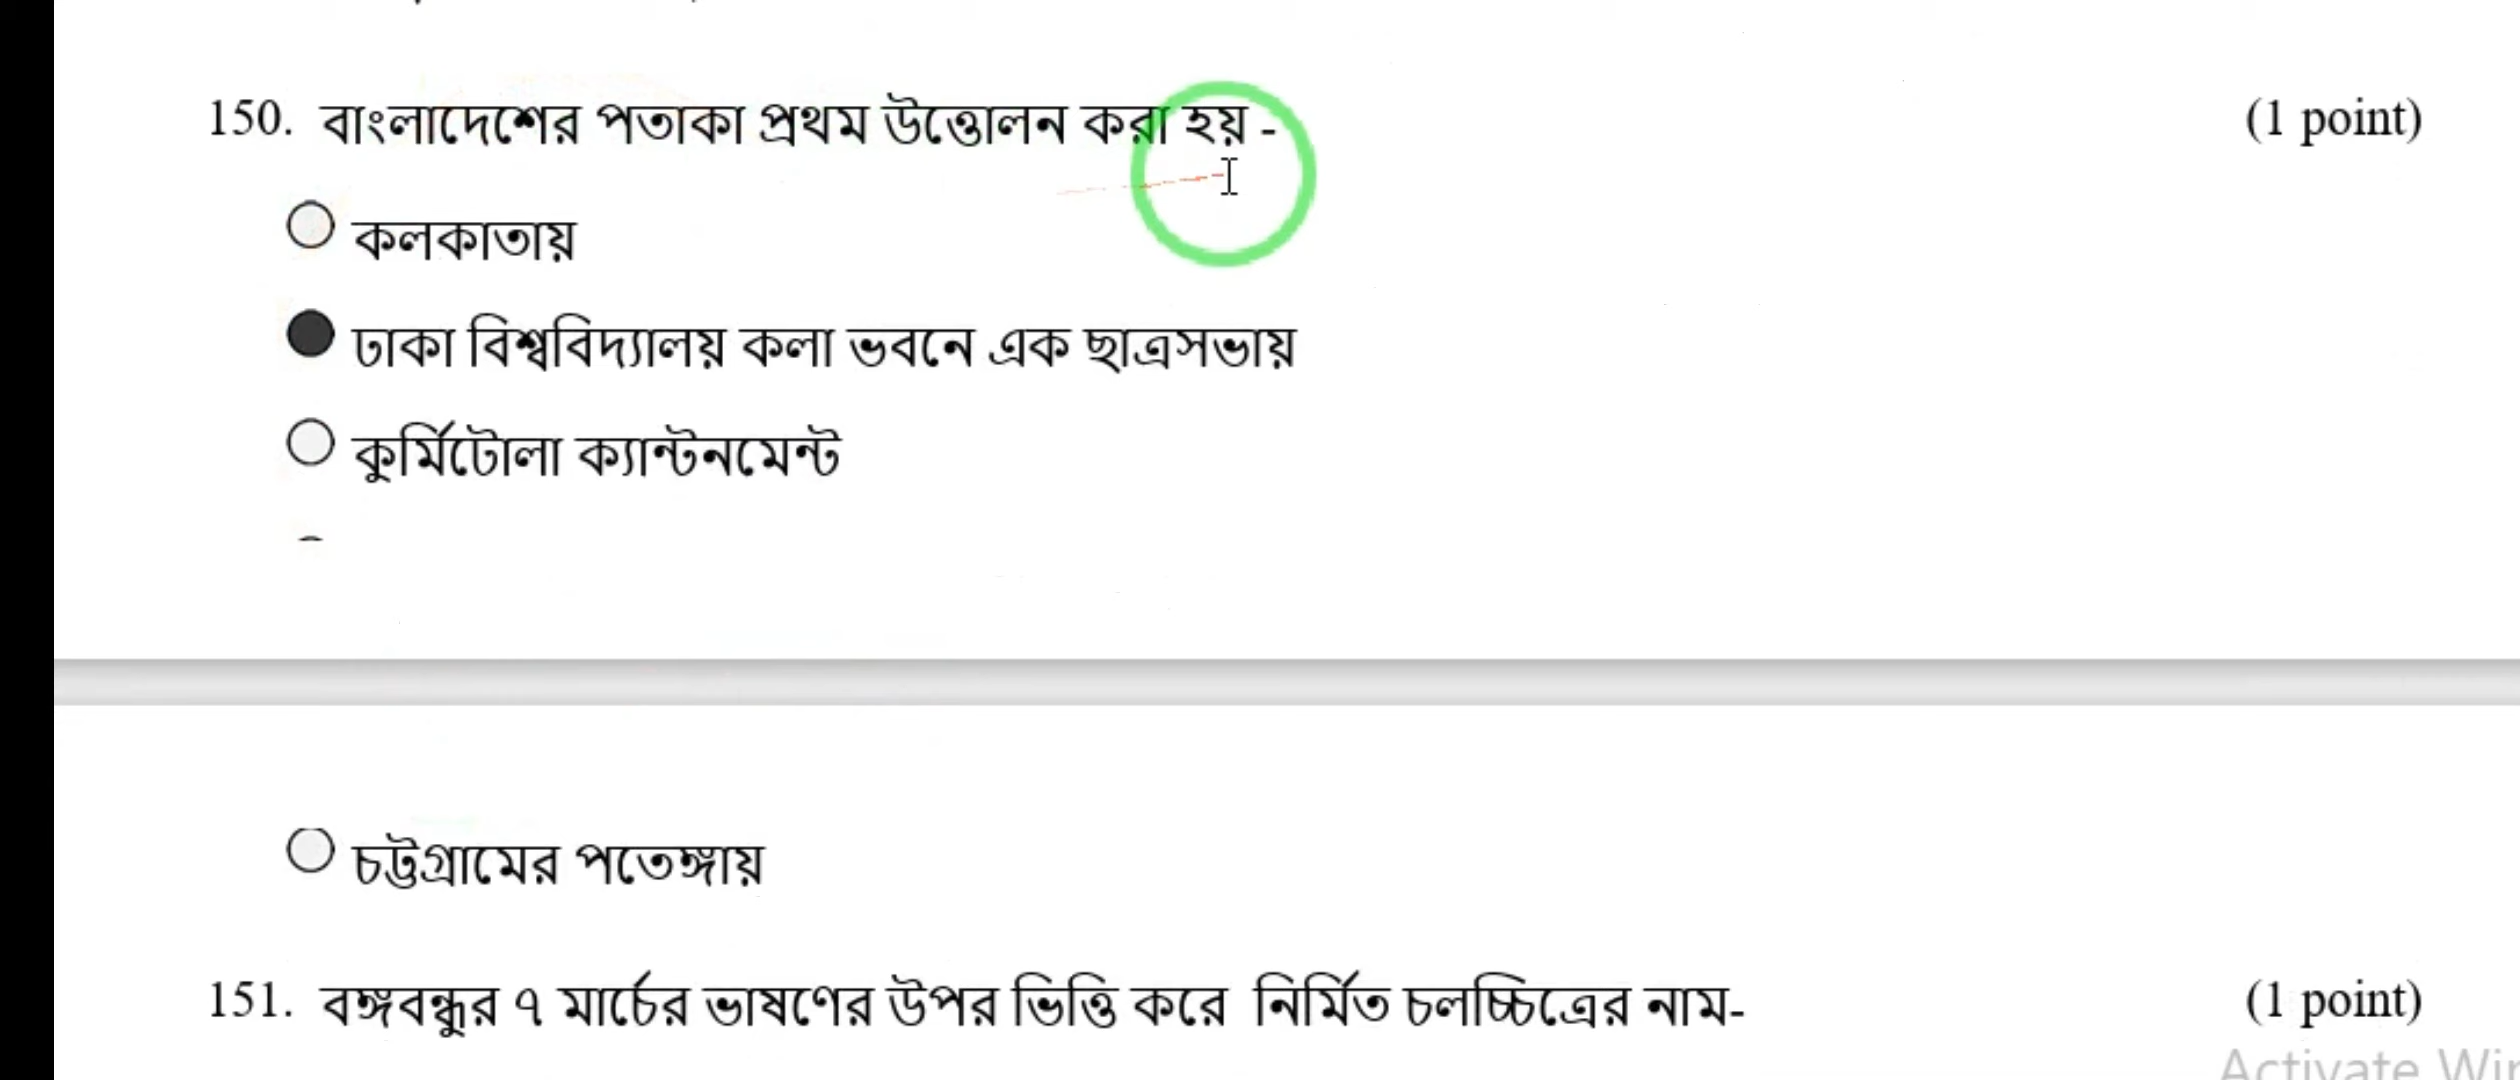 150. বাংলাদেশের পতাকা প্রথম উত্তোলন করা হয় - (1 point)
কলকাতায়
ঢাকা বিশ্ববিদ্যালয় কলা ভবনে এক ছাত্রসভায়
কুর্মিটোলা ক্যান্টনমেন্ট
চট্টগ্রামের পতেঙ্গায়
151. বঙ্গবন্ধুর ৭ মার্চের ভাষণের উপর ভিত্তি করে নির্মিত চলচ্চিত্রের নাম- (1 point)
Activate